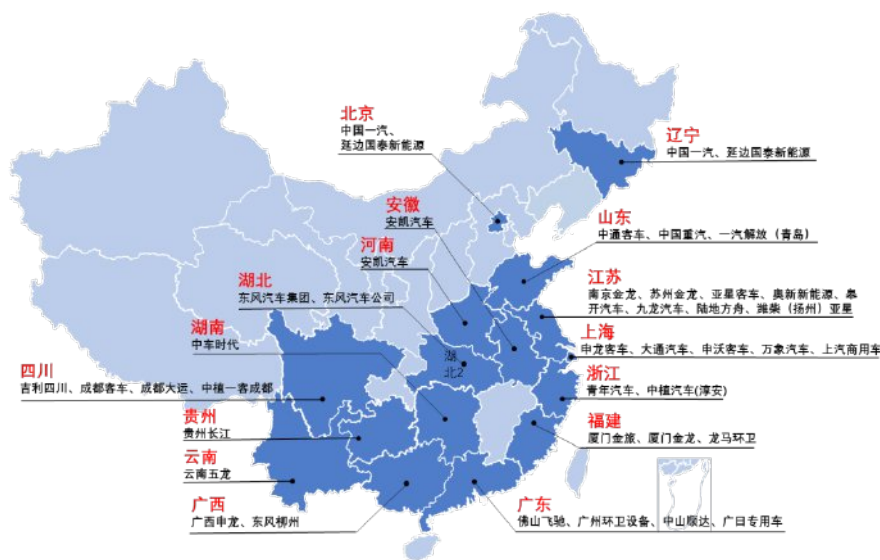 北京
中国一汽、
延边国泰新能源
辽宁
中国一汽、延边国泰新能源
安徽
安凯汽车
山东
中通客车、中国重汽、一汽解放（青岛）
河南
安凯汽车
江苏
南京金龙、苏州金龙、亚星客车、奥新新能源、皋
开汽车、九龙汽车、陆地方舟、潍柴（扬州）亚星
湖北
东风汽车集团、东风汽车公司
湖南
中车时代
上海
申龙客车、大通汽车、申沃客车、万象汽车、上汽商用车
湖
北2
四川
吉利四川、成都客车、成都大运、中植一客成都
浙江
青年汽车、中植汽车(淳安)
贵州
贵州长江
福建
厦门金旅、厦门金龙、龙马环卫
云南
云南五龙
广西
广西申龙、东风柳州
广东
佛山飞驰、广州环卫设备、中山顺达、广日专用车